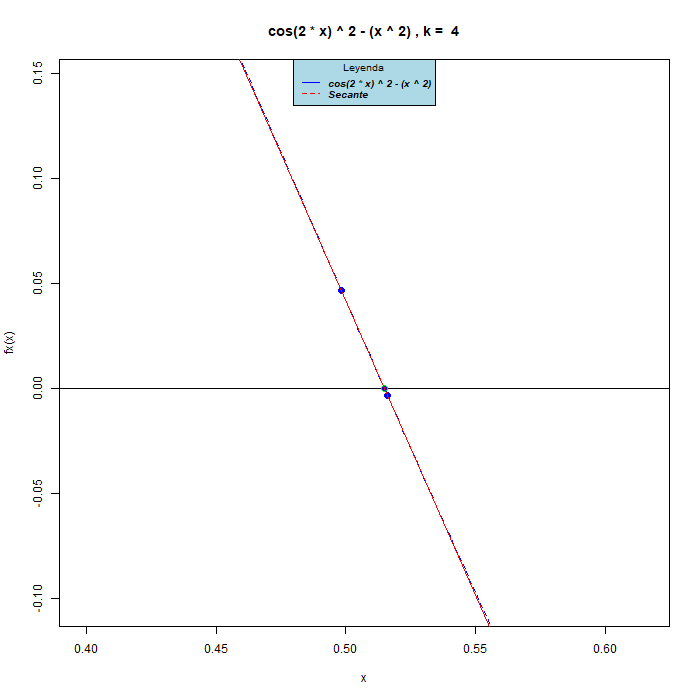 cos(2 * x) ^ 2 - (x ^ 2) , k = 4
Leyenda
cos(2 * x) ^ 2 - (x ^ 2)
Secante
0.15
0.10
0.05
0.00
-0.05
-0.10
fx(x)
0.40 0.45 0.50 0.55 0.60
x